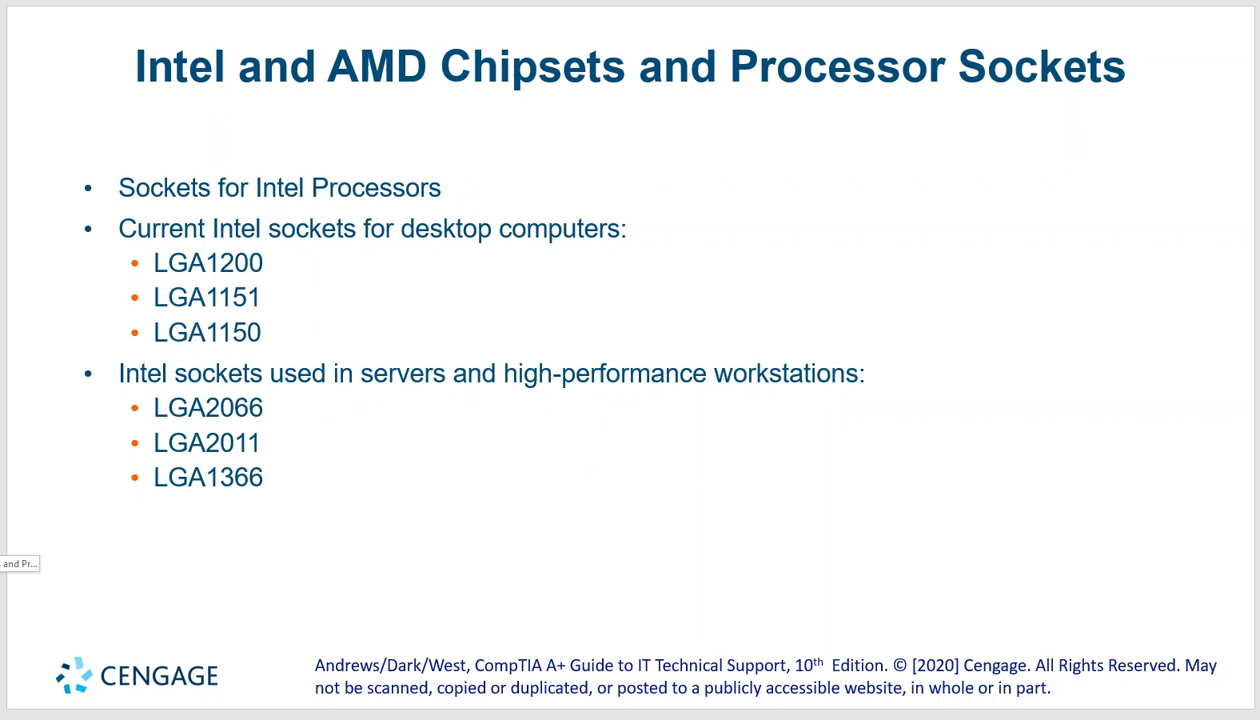 Intel and AMD Chipsets and Processor Sockets
• Sockets for Intel Processors
• Current Intel sockets for desktop computers:
• LGA1200
• LGA1151
• LGA1150
• Intel sockets used in servers and high-performance workstations:
• LGA2066
• LGA2011
• LGA1366
and Pr...
CENGAGE
Andrews/Dark/West, CompTIA A+ Guide to IT Technical Support, 10th Edition. © [2020] Cengage. All Rights Reserved. May
not be scanned, copied or duplicated, or posted to a publicly accessible website, in whole or in part.